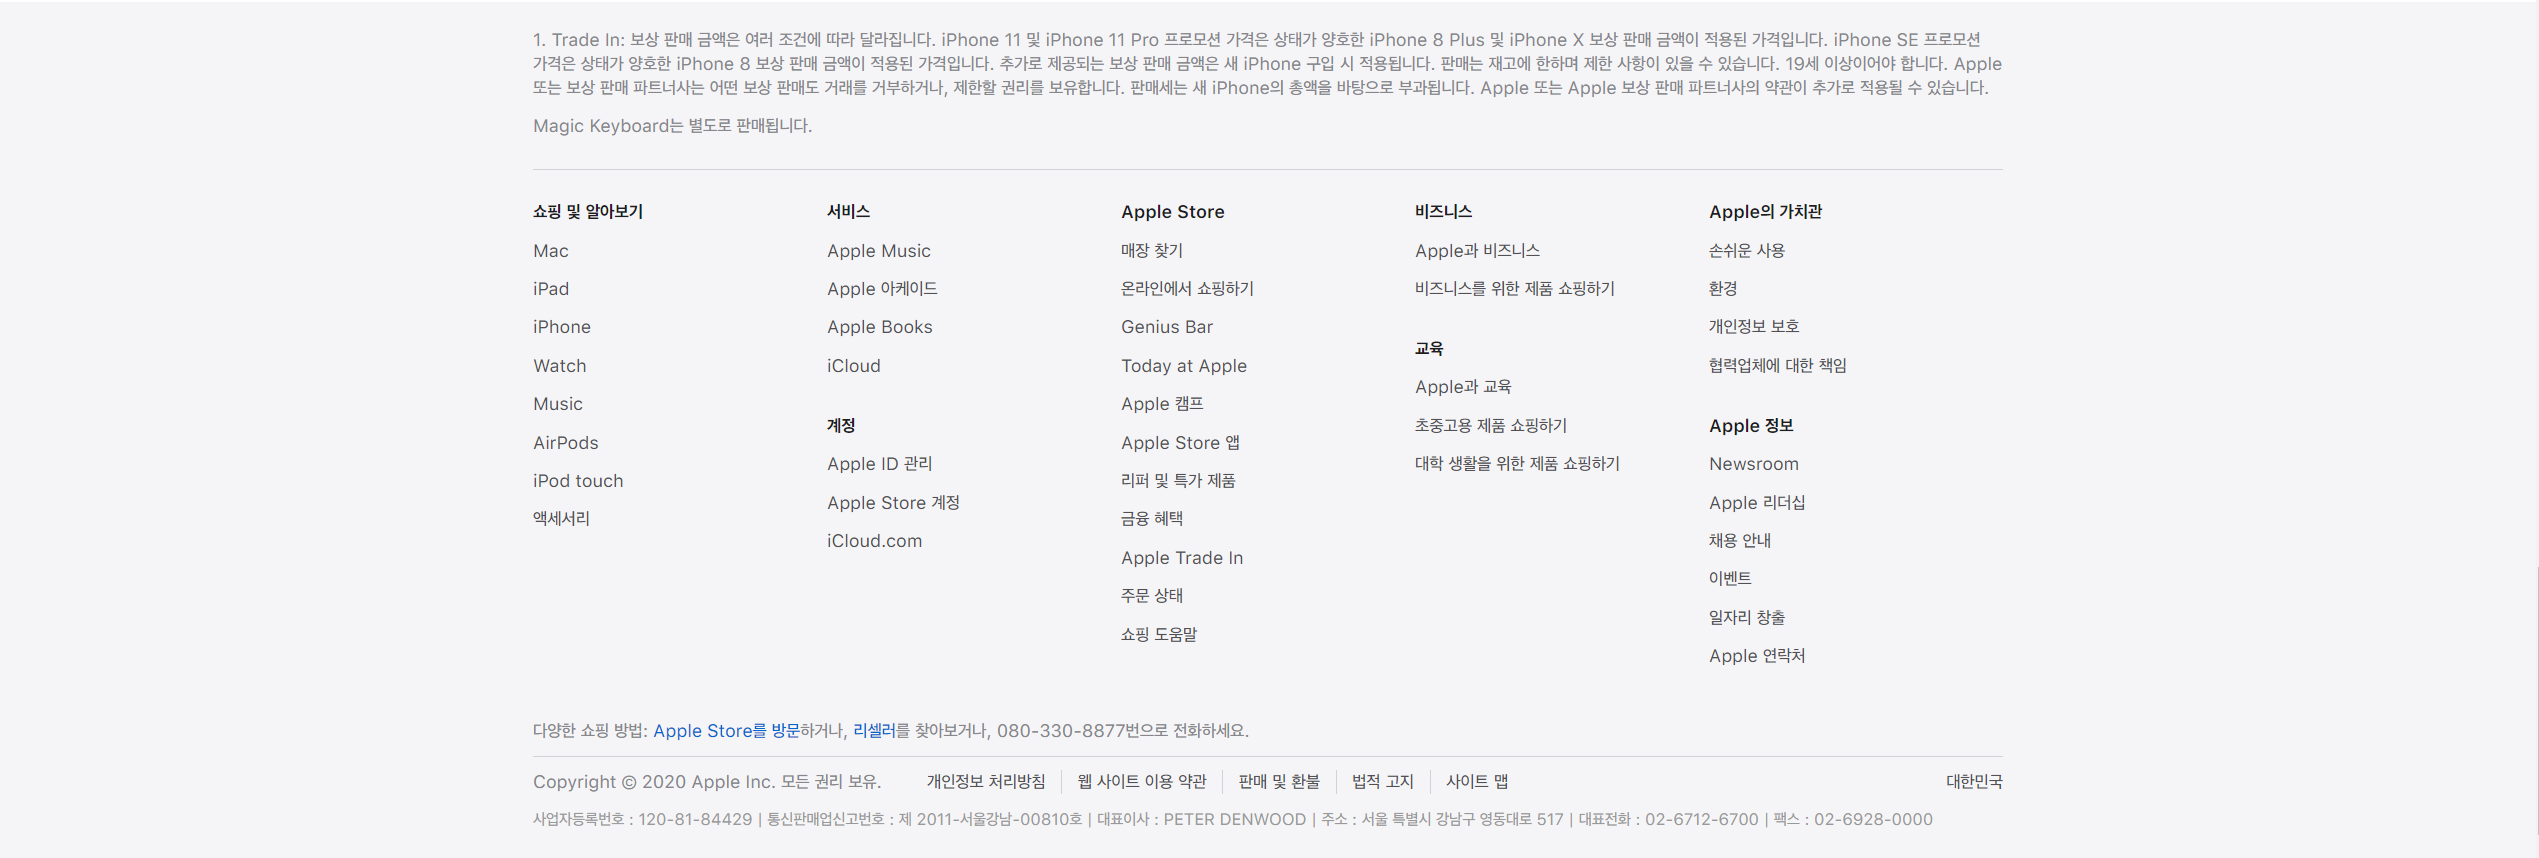 1. Trade In: 보상 판매 금액은 여러 조건에 따라 달라집니다. iPhone 11 및 iPhone 11 Pro 프로모션 가격은 상태가 양호한 iPhone 8 Plus 및 iPhone X 보상 판매 금액이 적용된 가격입니다. iPhone SE 프로모션
가격은 상태가 양호한 iPhone 8 보상 판매 금액이 적용된 가격입니다. 추가로 제공되는 보상 판매 금액은 새 iPhone 구입 시 적용됩니다. 판매는 재고에 한하며 제한 사항이 있을 수 있습니다. 19세 이상이어야 합니다. Apple
또는 보상 판매 파트너사는 어떤 보상 판매도 거래를 거부하거나, 제한할 권리를 보유합니다. 판매세는 새 iPhone의 총액을 바탕으로 부과됩니다. Apple 또는 Apple 보상 판매 파트너사의 약관이 추가로 적용될 수 있습니다.
Magic Keyboard는 별도로 판매됩니다.
쇼핑 및 알아보기
Mac
iPad
iPhone
Watch
Music
AirPods
iPod touch
액세서리
서비스
Apple Music
Apple 아케이드
Apple Books
iCloud
계정
Apple ID 관리
Apple Store 계정
iCloud.com
Apple Store
매장 찾기
온라인에서 쇼핑하기
Genius Bar
Today at Apple
Apple 캠프
Apple Store 앱
리퍼 및 특가 제품
금융 혜택
Apple Trade In
주문 상태
쇼핑 도움말
비즈니스
Apple과 비즈니스
비즈니스를 위한 제품 쇼핑하기
교육
Apple과 교육
초중고용 제품 쇼핑하기
대학 생활을 위한 제품 쇼핑하기
Apple의 가치관
손쉬운 사용
환경
개인정보 보호
협력업체에 대한 책임
Apple 정보
Newsroom
Apple 리더십
채용 안내
이벤트
일자리 창출
Apple 연락처
다양한 쇼핑 방법: Apple Store를 방문하거나, 리셀러를 찾아보거나, 080-330-8877번으로 전화하세요.
Copyright © 2020 Apple Inc. 모든 권리 보유. 개인정보 처리방침 | 웹 사이트 이용 약관 | 판매 및 환불 | 법적 고지 | 사이트 맵 대한민국
사업자등록번호 : 120-81-84429 | 통신판매업신고번호 : 제 2011-서울강남-00810호 | 대표이사 : PETER DENWOOD | 주소 : 서울 특별시 강남구 영동대로 517 | 대표전화 : 02-6712-6700 | 팩스 : 02-6928-0000